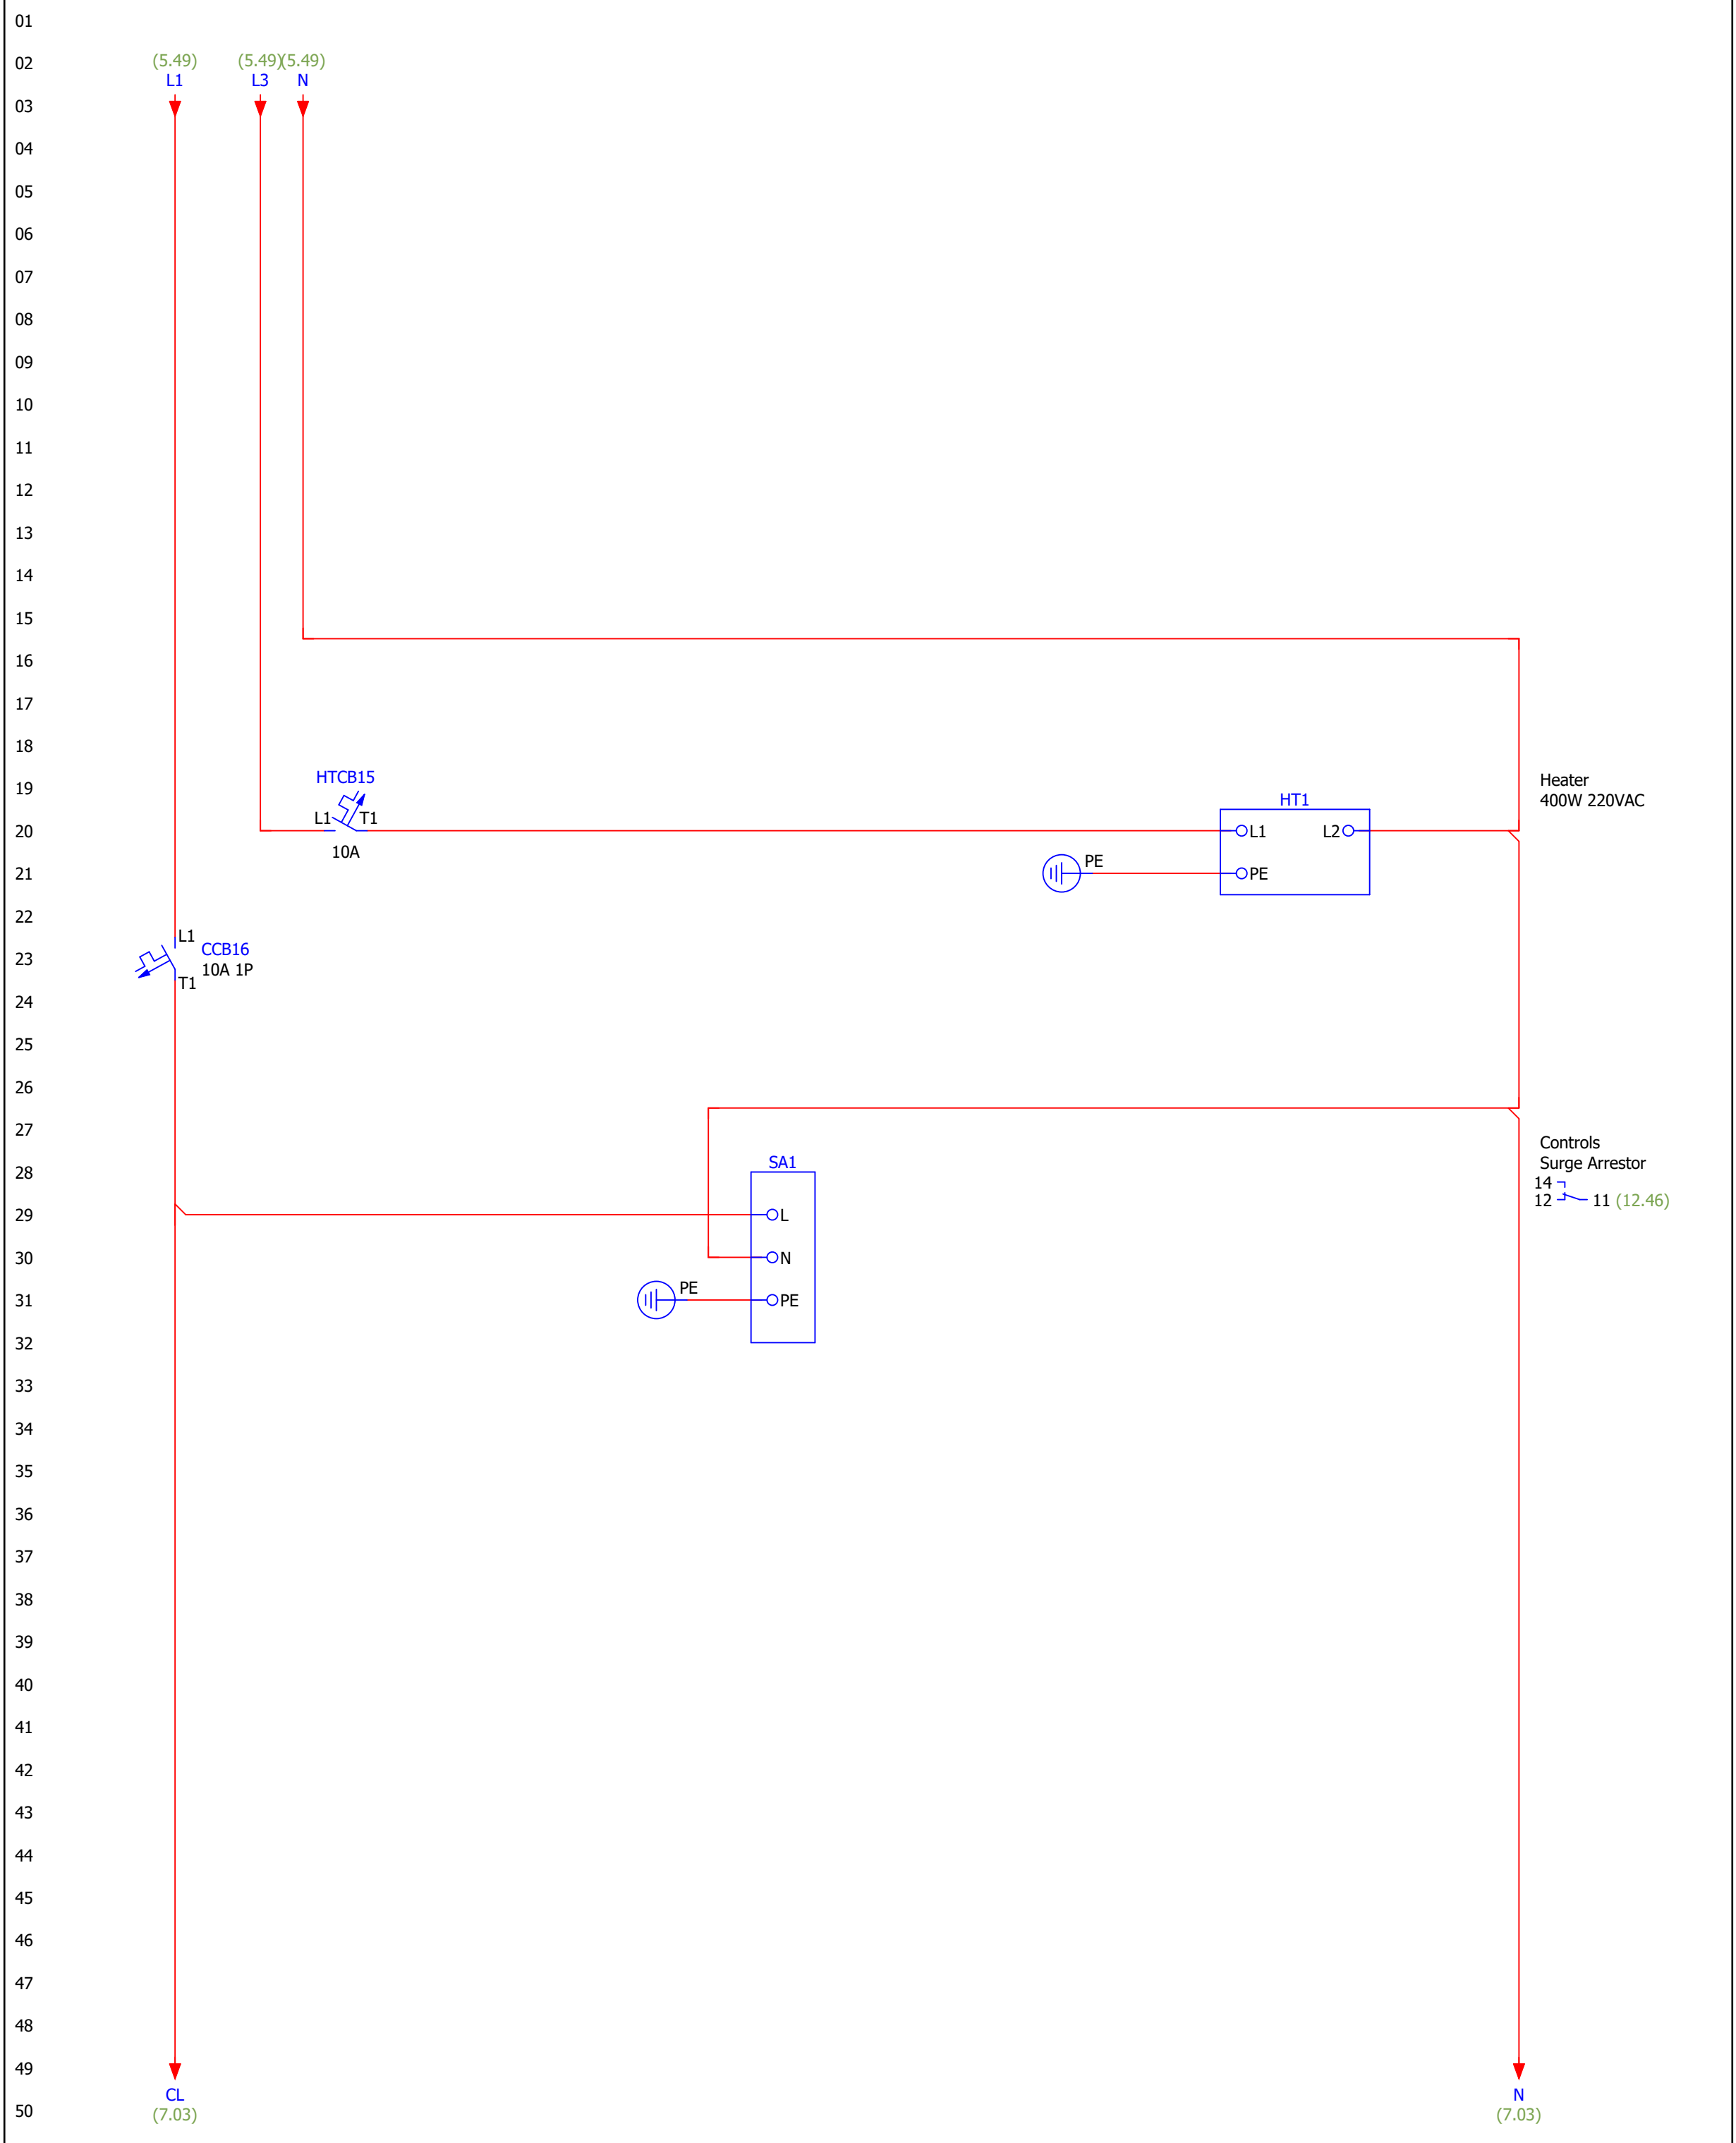 01
02
(5.49) (5.49)(5.49)
L1 L3 N
03
04
05
06
07
08
09
10
11
12
13
14
15
16
17
18
HTCB15
19
Heater
HT1
400W 220VAC
L1 T1
20
L1 L2
10A
PE
21
PE
22
L1
CCB16
23
10A 1P
T1
24
25
26
27
Controls
SA1
Surge Arrestor
28
14
12 11 (12.46)
29
L
30
N
PE
31
PE
32
33
34
35
36
37
38
39
40
41
42
43
44
45
46
47
48
49
CL N
50
(7.03) (7.03)